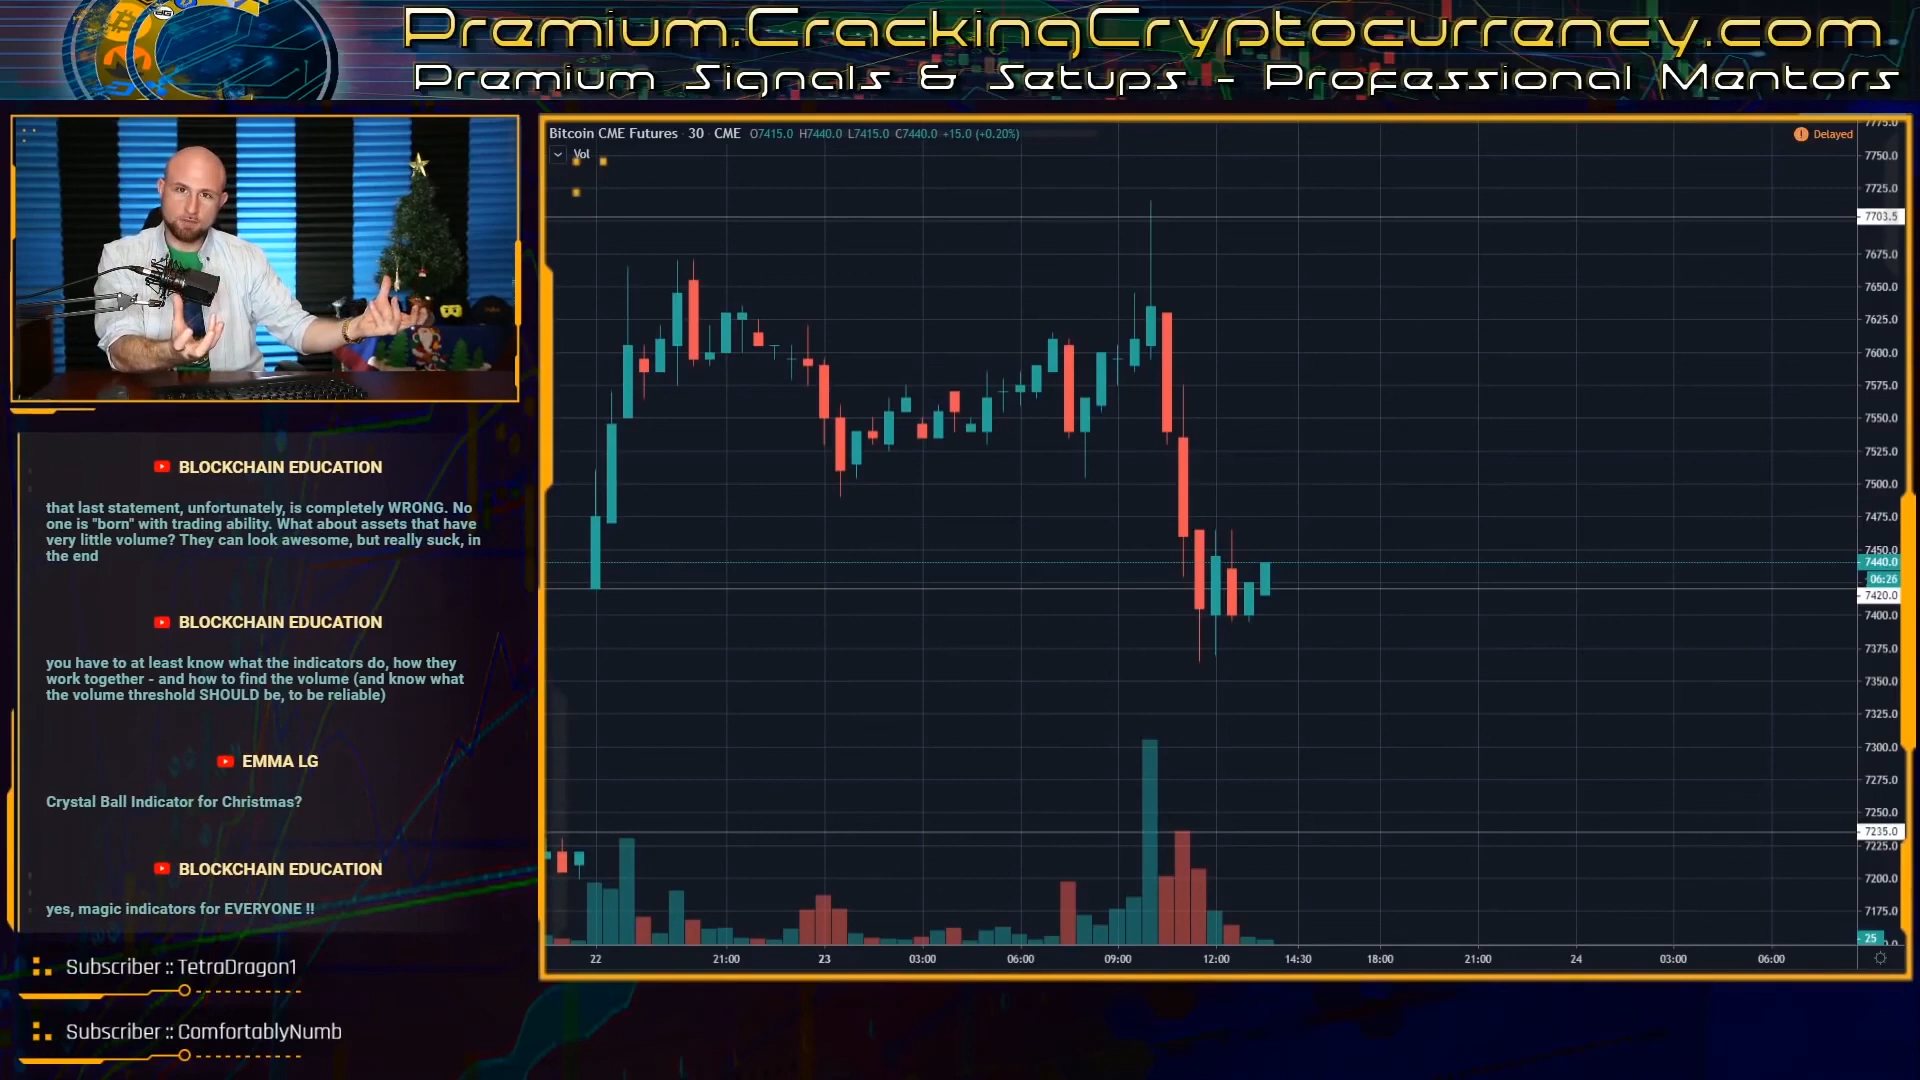 Premium.CrackingCryptocurrency.com
Premium Signals & Setups - Professional Mentors
Bitcoin CME Futures · 30 · CME O7415.0 H7440.0 L7415.0 C7440.0 +15.0 (+0.20%)
Vol
Delayed
7775.0
7750.0
7725.0
7703.5
7675.0
7650.0
7625.0
7600.0
7575.0
7550.0
7525.0
7500.0
7475.0
7450.0
7440.0
06:26
7420.0
7400.0
7375.0
7350.0
7325.0
7300.0
7275.0
7250.0
7235.0
7225.0
7200.0
7175.0
25
22 21:00 23 03:00 06:00 09:00 12:00 14:30 18:00 21:00 24 03:00 06:00
BLOCKCHAIN EDUCATION
that last statement, unfortunately, is completely WRONG. No
one is "born" with trading ability. What about assets that have
very little volume? They can look awesome, but really suck, in
the end
BLOCKCHAIN EDUCATION
you have to at least know what the indicators do, how they
work together - and how to find the volume (and know what
the volume threshold SHOULD be, to be reliable)
EMMA LG
Crystal Ball Indicator for Christmas?
BLOCKCHAIN EDUCATION
yes, magic indicators for EVERYONE !!
Subscriber :: TetraDragon1
Subscriber :: ComfortablyNumb